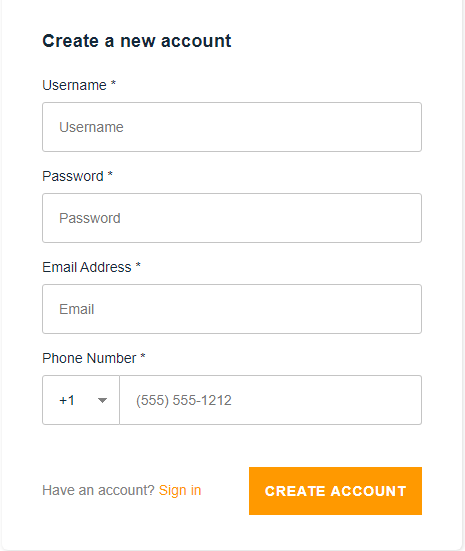 Create a new account
Username *
Username
Password *
Password
Email Address *
Email
Phone Number *
+1 (555) 555-1212
Have an account? Sign in CREATE ACCOUNT